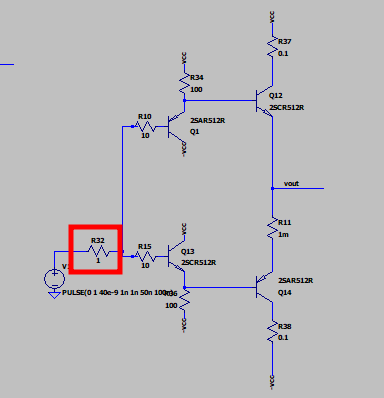 VCC
R37
0.1
VCC
R34
100
Q12
2SCR512R
R10
10
2SAR512R
Q1
-VCC
vout
R11
1m
R32
1
VCC
R15
10
Q13
2SCR512R
V
PULSE(0 1 40e-9 1n 1n 50n 100n)
100
2SAR512R
Q14
R38
0.1
-VCC
-VCC